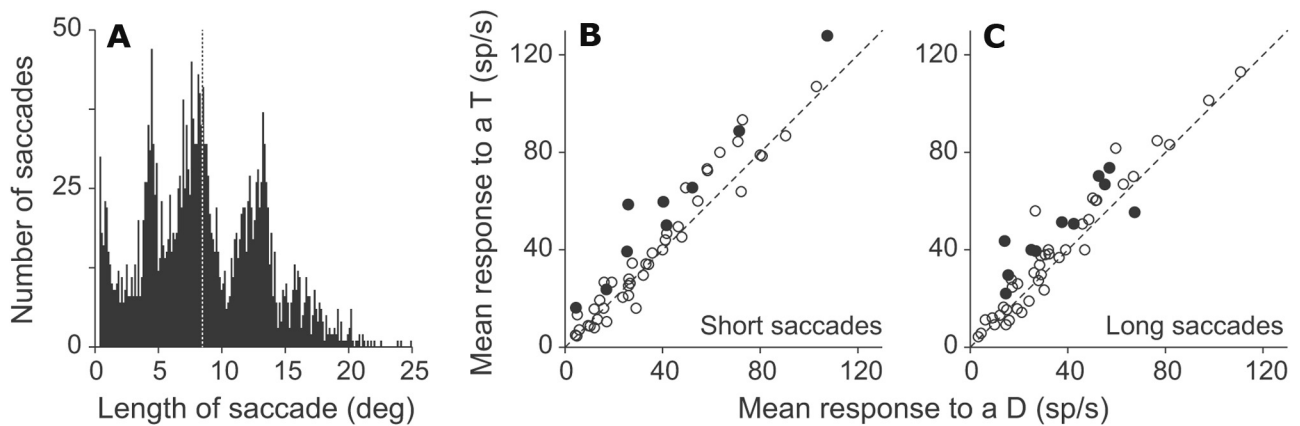 A
50
25
0
Number of saccades
0 5 10 15 20 25
Length of saccade (deg)
B
Mean response to a T (sp/s)
120
80
40
0
Short saccades
0 40 80 120
C
120
80
40
0
Long saccades
0 40 80 120
Mean response to a D (sp/s)